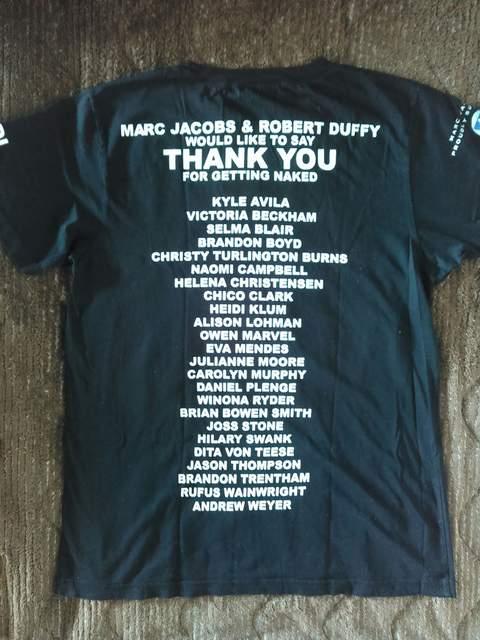 MARC JACOBS & ROBERT DUFFY
WOULD LIKE TO SAY
THANK YOU
FOR GETTING NAKED
KYLE AVILA
VICTORIA BECKHAM
SELMA BLAIR
BRANDON BOYD
CHRISTY TURLINGTON BURNS
NAOMI CAMPBELL
HELENA CHRISTENSEN
CHICO CLARK
HEIDI KLUM
ALISON LOHMAN
OWEN MARVEL
EVA MENDES
JULIANNE MOORE
CAROLYN MURPHY
DANIEL PLENGE
WINONA RYDER
BRIAN BOWEN SMITH
JOSS STONE
HILARY SWANK
DITA VON TEESE
JASON THOMPSON
BRANDON TRENTHAM
RUFUS WAINWRIGHT
ANDREW WEYER
MARC
PROUDLY